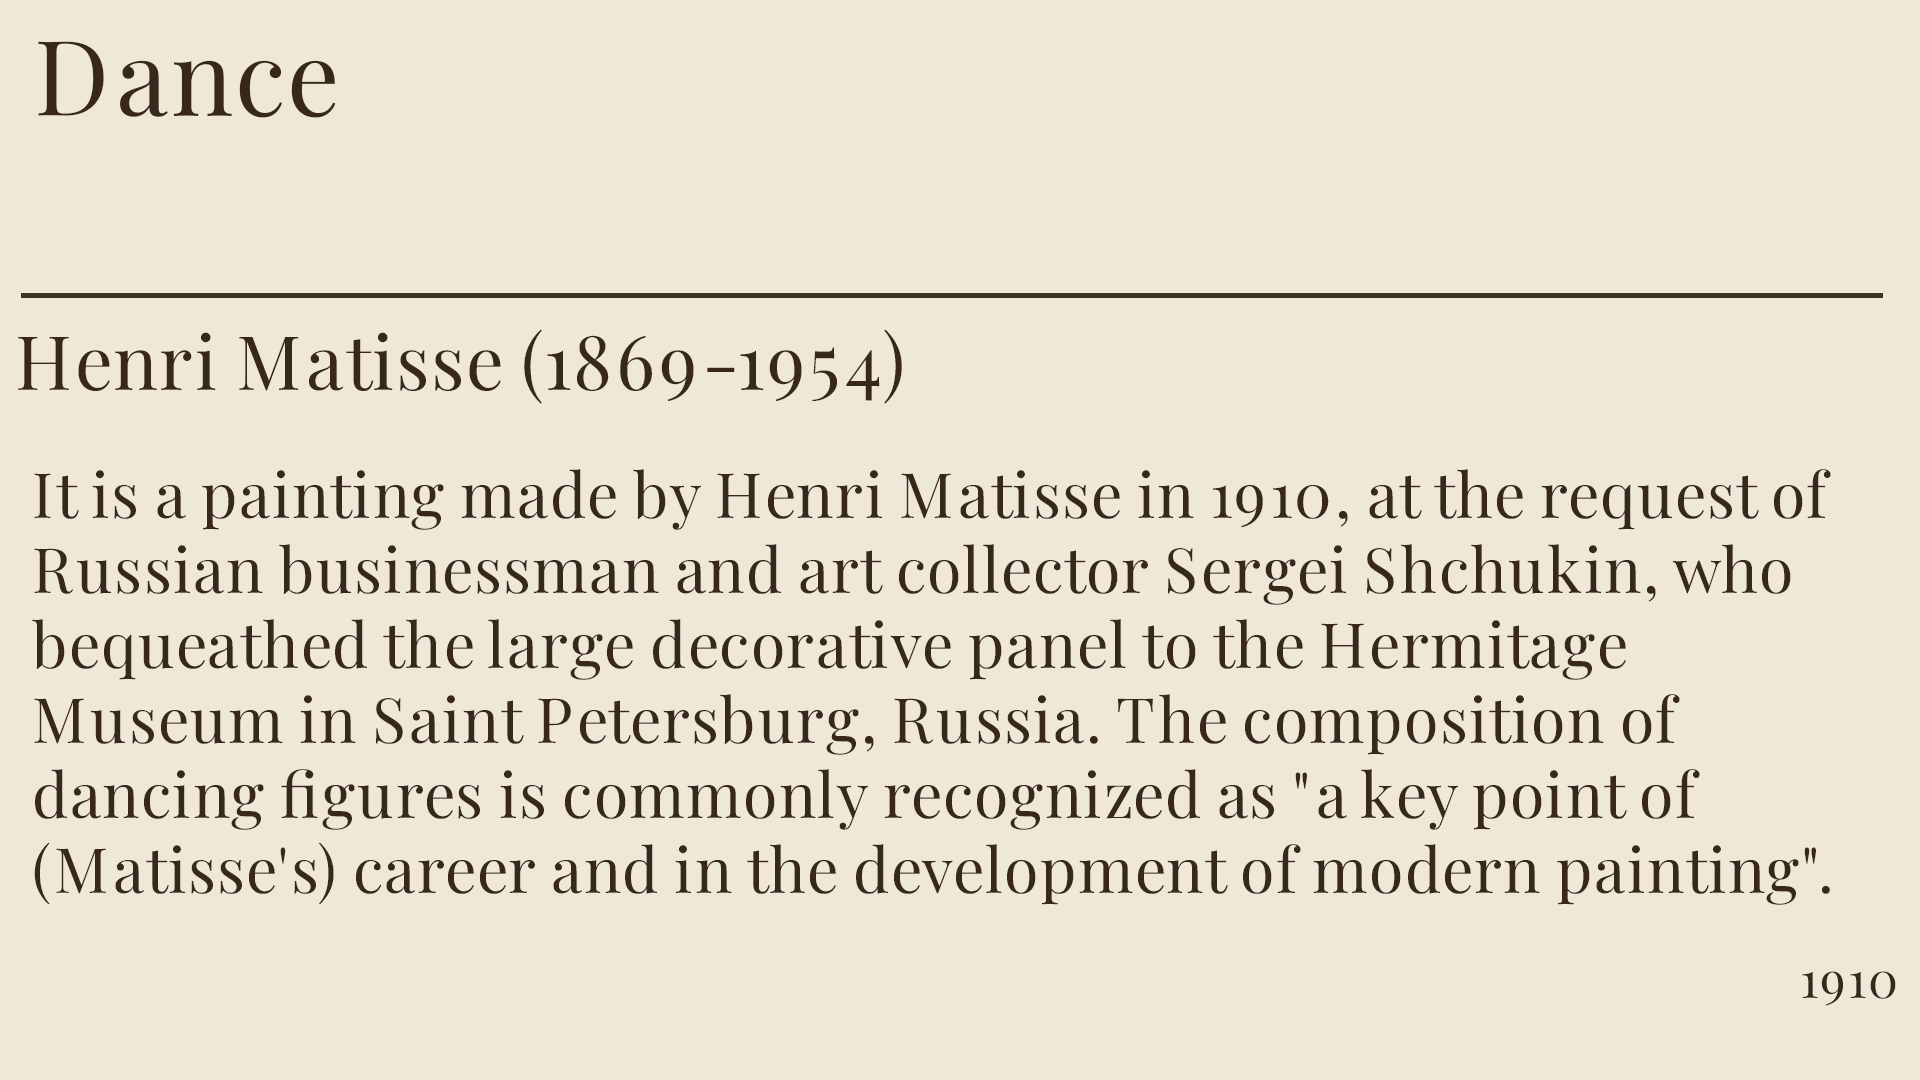 Dance
Henri Matisse (1869-1954)
It is a painting made by Henri Matisse in 1910, at the request of
Russian businessman and art collector Sergei Shchukin, who
bequeathed the large decorative panel to the Hermitage
Museum in Saint Petersburg, Russia. The composition of
dancing figures is commonly recognized as "a key point of
(Matisse's) career and in the development of modern painting".
1910